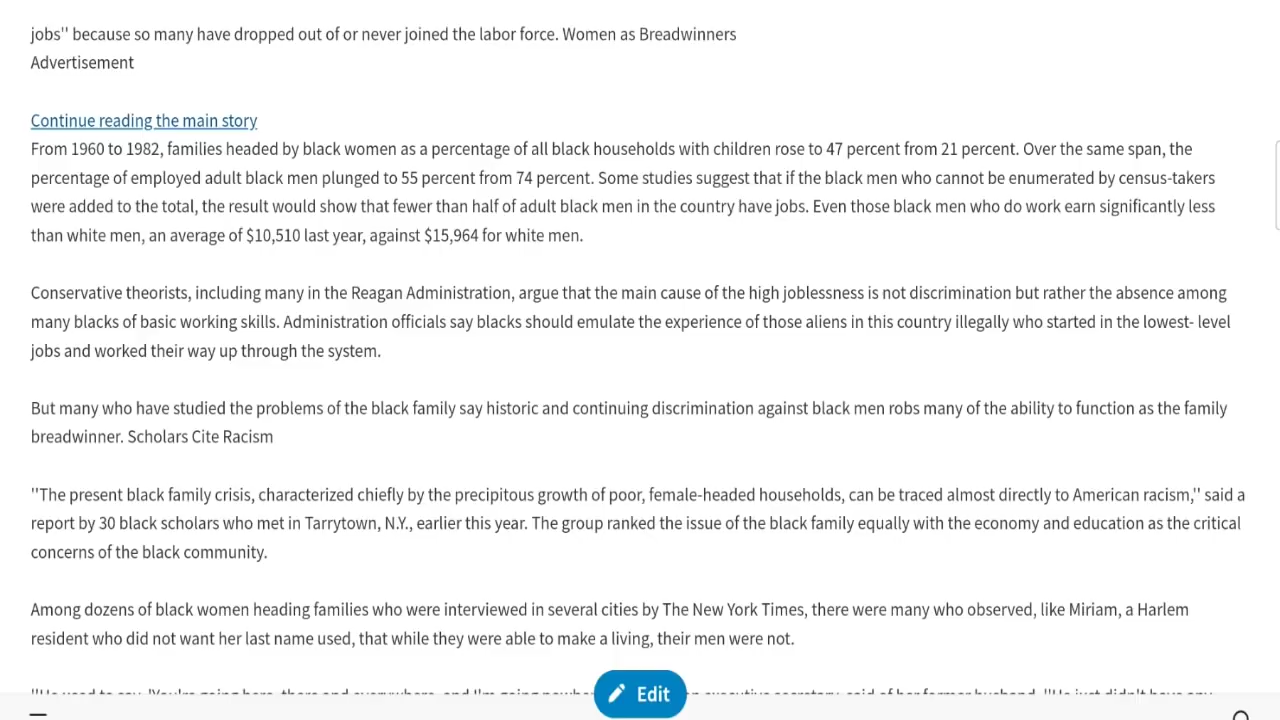 jobs'' because so many have dropped out of or never joined the labor force. Women as Breadwinners
Advertisement
Continue reading the main story
From 1960 to 1982, families headed by black women as a percentage of all black households with children rose to 47 percent from 21 percent. Over the same span, the
percentage of employed adult black men plunged to 55 percent from 74 percent. Some studies suggest that if the black men who cannot be enumerated by census-takers
were added to the total, the result would show that fewer than half of adult black men in the country have jobs. Even those black men who do work earn significantly less
than white men, an average of $10,510 last year, against $15,964 for white men.
Conservative theorists, including many in the Reagan Administration, argue that the main cause of the high joblessness is not discrimination but rather the absence among
many blacks of basic working skills. Administration officials say blacks should emulate the experience of those aliens in this country illegally who started in the lowest- level
jobs and worked their way up through the system.
But many who have studied the problems of the black family say historic and continuing discrimination against black men robs many of the ability to function as the family
breadwinner. Scholars Cite Racism
''The present black family crisis, characterized chiefly by the precipitous growth of poor, female-headed households, can be traced almost directly to American racism,'' said a
report by 30 black scholars who met in Tarrytown, N.Y., earlier this year. The group ranked the issue of the black family equally with the economy and education as the critical
concerns of the black community.
Among dozens of black women heading families who were interviewed in several cities by The New York Times, there were many who observed, like Miriam, a Harlem
resident who did not want her last name used, that while they were able to make a living, their men were not.
Edit